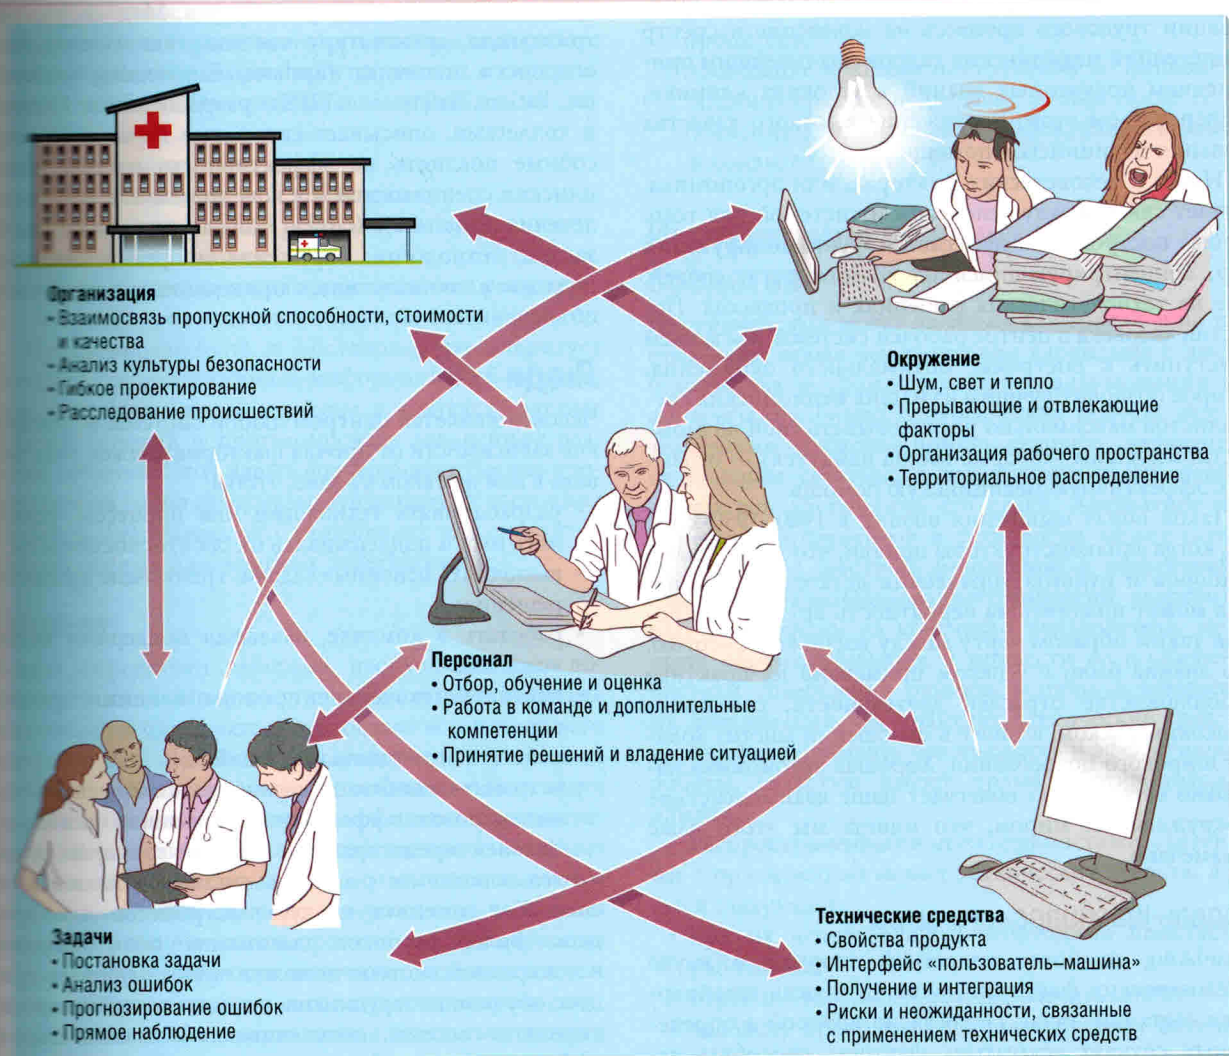 Организация
- Взаимосвязь пропускной способности, стоимости
и качества
- Анализ культуры безопасности
- Гибкое проектирование
- Расследование происшествий
Окружение
• Шум, свет и тепло
• Прерывающие и отвлекающие
факторы
• Организация рабочего пространства
• Территориальное распределение
Персонал
• Отбор, обучение и оценка
• Работа в команде и дополнительные
компетенции
• Принятие решений и владение ситуацией
Задачи
• Постановка задачи
• Анализ ошибок
• Прогнозирование ошибок
• Прямое наблюдение
Технические средства
• Свойства продукта
• Интерфейс «пользователь–машина»
• Получение и интеграция
• Риски и неожиданности, связанные
с применением технических средств